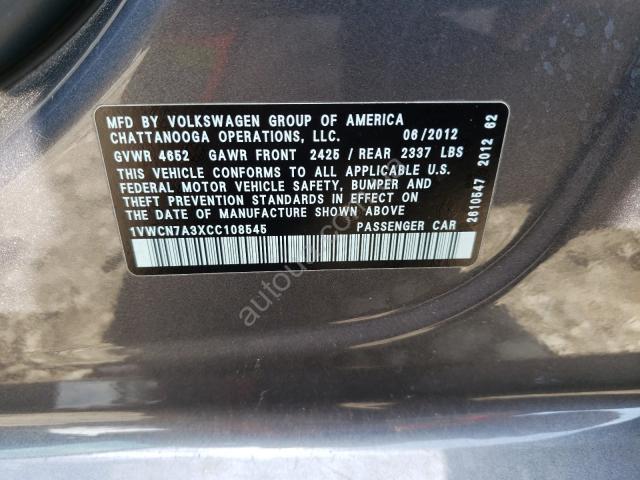 MFD BY VOLKSWAGEN GROUP OF AMERICA
CHATTANOOGA OPERATIONS, LLC. 06/2012
GVWR 4652 GAWR FRONT 2425/REAR 2337 LBS
THIS VEHICLE CONFORMS TO ALL APPLICABLE U.S.
FEDERAL MOTOR VEHICLE SAFETY, BUMPER AND
THEFT PREVENTION STANDARDS IN EFFECT ON
THE DATE OF MANUFACTURE SHOWN ABOVE
1VWCN7A3XCC108545 PASSENGER CAR
2610547 2012 62